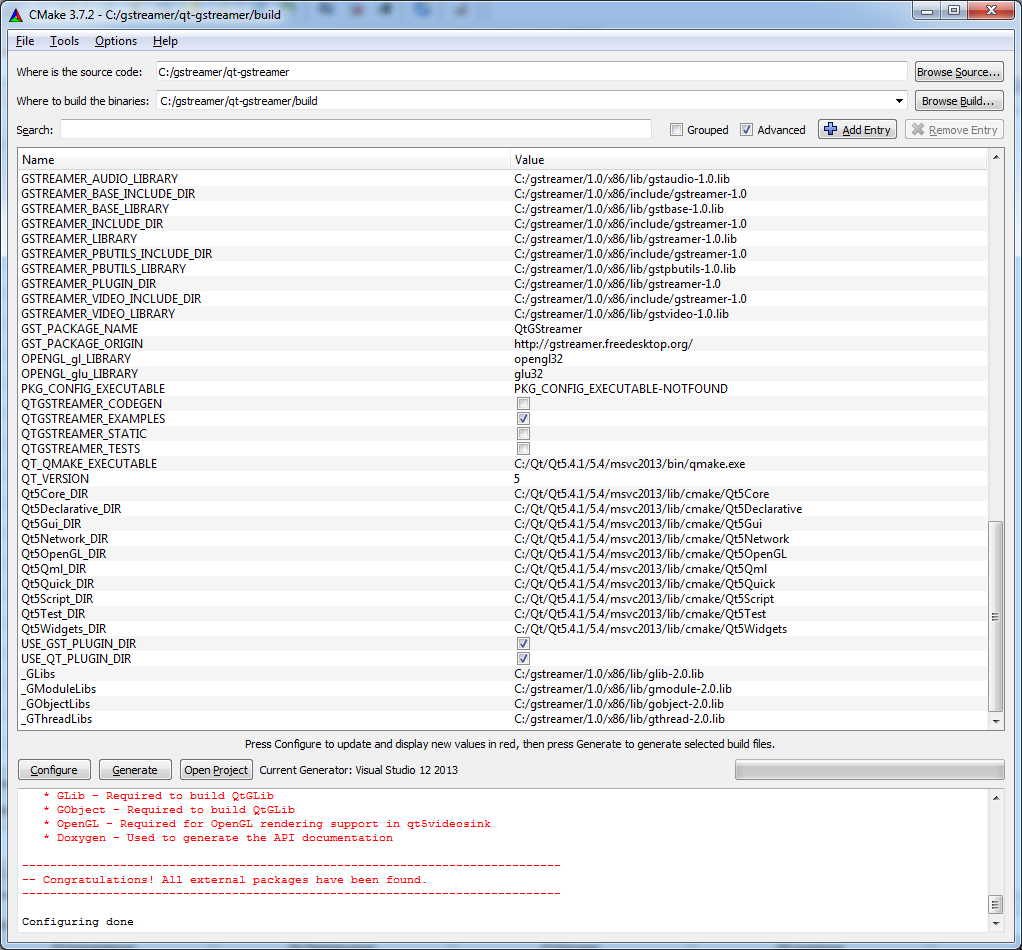 CMake 3.7.2 - C:/gstreamer/qt-gstreamer/build
File Tools Options Help
Where is the source code: C:/gstreamer/qt-gstreamer Browse Source...
Where to build the binaries: C:/gstreamer/qt-gstreamer/build Browse Build...
Search: Grouped Advanced Add Entry Remove Entry
Name Value
GSTREAMER_AUDIO_LIBRARY C:/gstreamer/1.0/x86/lib/gstaudio-1.0.lib
GSTREAMER_BASE_INCLUDE_DIR C:/gstreamer/1.0/x86/include/gstreamer-1.0
GSTREAMER_BASE_LIBRARY C:/gstreamer/1.0/x86/lib/gstbase-1.0.lib
GSTREAMER_INCLUDE_DIR C:/gstreamer/1.0/x86/include/gstreamer-1.0
GSTREAMER_LIBRARY C:/gstreamer/1.0/x86/lib/gstreamer-1.0.lib
GSTREAMER_PBUTILS_INCLUDE_DIR C:/gstreamer/1.0/x86/include/gstreamer-1.0
GSTREAMER_PBUTILS_LIBRARY C:/gstreamer/1.0/x86/lib/gstpbutils-1.0.lib
GSTREAMER_PLUGIN_DIR C:/gstreamer/1.0/x86/lib/gstreamer-1.0
GSTREAMER_VIDEO_INCLUDE_DIR C:/gstreamer/1.0/x86/include/gstreamer-1.0
GSTREAMER_VIDEO_LIBRARY C:/gstreamer/1.0/x86/lib/gstvideo-1.0.lib
GST_PACKAGE_NAME QtGStreamer
GST_PACKAGE_ORIGIN http://gstreamer.freedesktop.org/
OPENGL_gl_LIBRARY opengl32
OPENGL_glu_LIBRARY glu32
PKG_CONFIG_EXECUTABLE PKG_CONFIG_EXECUTABLE-NOTFOUND
QTGSTREAMER_CODEGEN
QTGSTREAMER_EXAMPLES
QTGSTREAMER_STATIC
QTGSTREAMER_TESTS
QT_QMAKE_EXECUTABLE C:/Qt/Qt5.4.1/5.4/msvc2013/bin/qmake.exe
QT_VERSION 5
Qt5Core_DIR C:/Qt/Qt5.4.1/5.4/msvc2013/lib/cmake/Qt5Core
Qt5Declarative_DIR C:/Qt/Qt5.4.1/5.4/msvc2013/lib/cmake/Qt5Declarative
Qt5Gui_DIR C:/Qt/Qt5.4.1/5.4/msvc2013/lib/cmake/Qt5Gui
Qt5Network_DIR C:/Qt/Qt5.4.1/5.4/msvc2013/lib/cmake/Qt5Network
Qt5OpenGL_DIR C:/Qt/Qt5.4.1/5.4/msvc2013/lib/cmake/Qt5OpenGL
Qt5Qml_DIR C:/Qt/Qt5.4.1/5.4/msvc2013/lib/cmake/Qt5Qml
Qt5Quick_DIR C:/Qt/Qt5.4.1/5.4/msvc2013/lib/cmake/Qt5Quick
Qt5Script_DIR C:/Qt/Qt5.4.1/5.4/msvc2013/lib/cmake/Qt5Script
Qt5Test_DIR C:/Qt/Qt5.4.1/5.4/msvc2013/lib/cmake/Qt5Test
Qt5Widgets_DIR C:/Qt/Qt5.4.1/5.4/msvc2013/lib/cmake/Qt5Widgets
USE_GST_PLUGIN_DIR
USE_QT_PLUGIN_DIR
_GLibs C:/gstreamer/1.0/x86/lib/glib-2.0.lib
_GModuleLibs C:/gstreamer/1.0/x86/lib/gmodule-2.0.lib
_GObjectLibs C:/gstreamer/1.0/x86/lib/gobject-2.0.lib
_GThreadLibs C:/gstreamer/1.0/x86/lib/gthread-2.0.lib
Press Configure to update and display new values in red, then press Generate to generate selected build files.
Configure Generate Open Project Current Generator: Visual Studio 12 2013
* GLib - Required to build QtGLib
* GObject - Required to build QtGLib
* OpenGL - Required for OpenGL rendering support in qt5videosink
* Doxygen - Used to generate the API documentation
-----------------------------------------------------------------------------
-- Congratulations! All external packages have been found.
-----------------------------------------------------------------------------
Configuring done